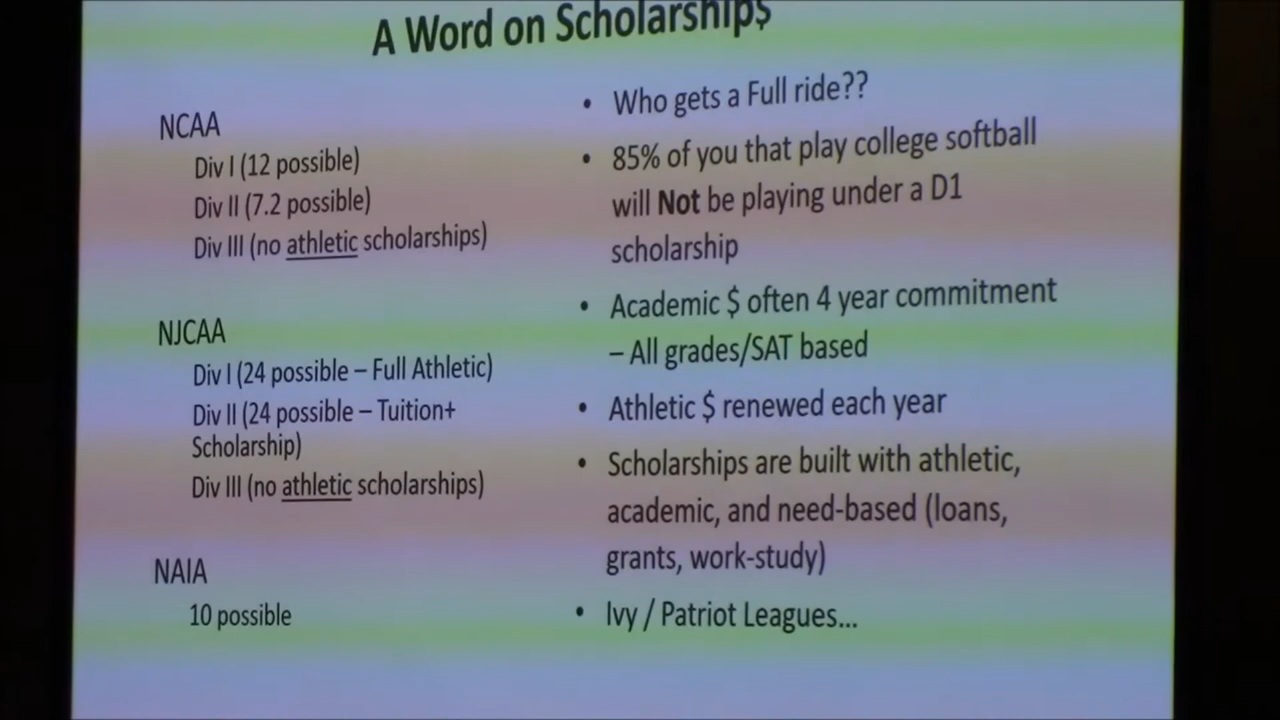 A Word on Scholarship$
NCAA
Div I (12 possible)
Div II (7.2 possible)
Div III (no athletic scholarships)
NJCAA
Div I (24 possible – Full Athletic)
Div II (24 possible – Tuition+
Scholarship)
Div III (no athletic scholarships)
NAIA
10 possible
• Who gets a Full ride??
• 85% of you that play college softball
will Not be playing under a D1
scholarship
• Academic $ often 4 year commitment
– All grades/SAT based
• Athletic $ renewed each year
• Scholarships are built with athletic,
academic, and need-based (loans,
grants, work-study)
• Ivy / Patriot Leagues...